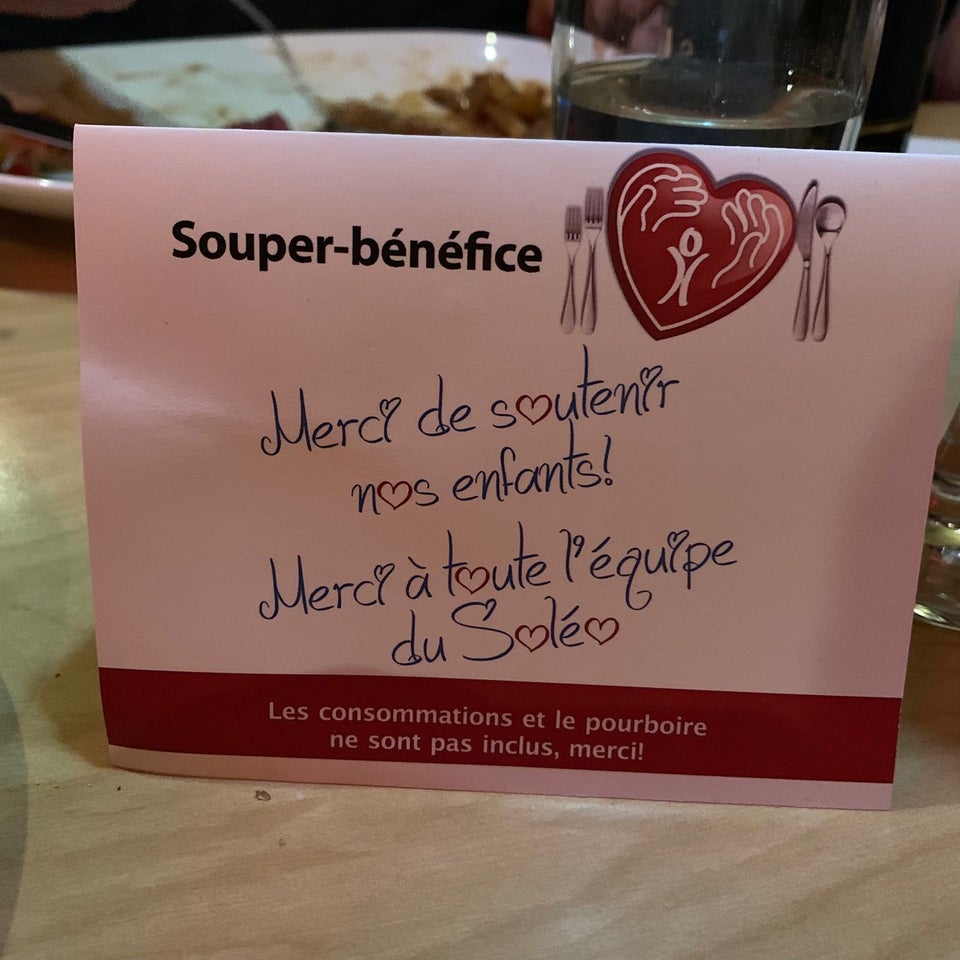 Souper-bénéfice
Merci de soutenir
nos enfants!
Merci à toute l'équipe
du Soléo
Les consommations et le pourboire
ne sont pas inclus, merci!